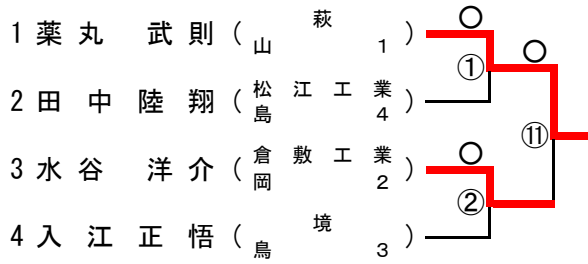 1 薬丸 武則 ( 萩 山 1 ) ○
① ○
2 田中陸翔 ( 松江工業 島 4 )
⑪
3 水谷 洋介 ( 倉敷工業 岡 2 ) ○
②
4 入江正悟 ( 境 鳥 3 )